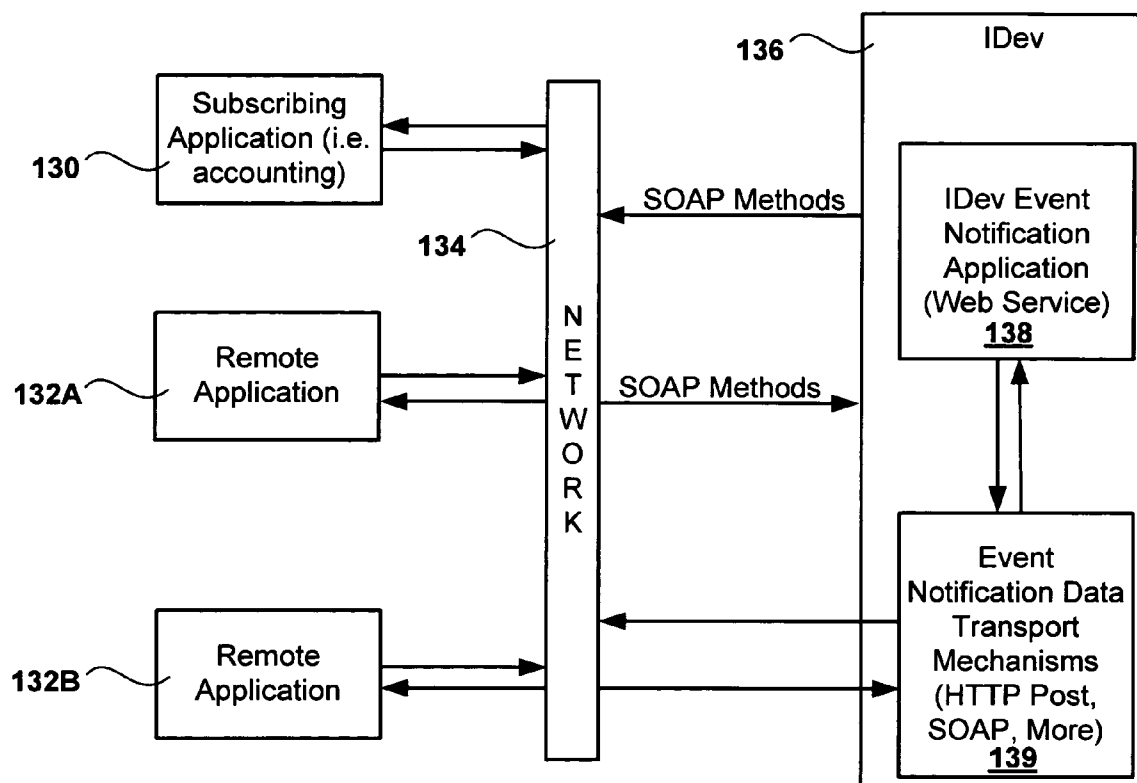 136
IDev
Subscribing
Application (i.e.
accounting)
130
SOAP Methods
134
IDev Event
Notification
Application
(Web Service)
138
NETWORK
Remote
Application
132A
SOAP Methods
Event
Notification Data
Transport
Mechanisms
(HTTP Post,
SOAP, More)
139
Remote
Application
132B